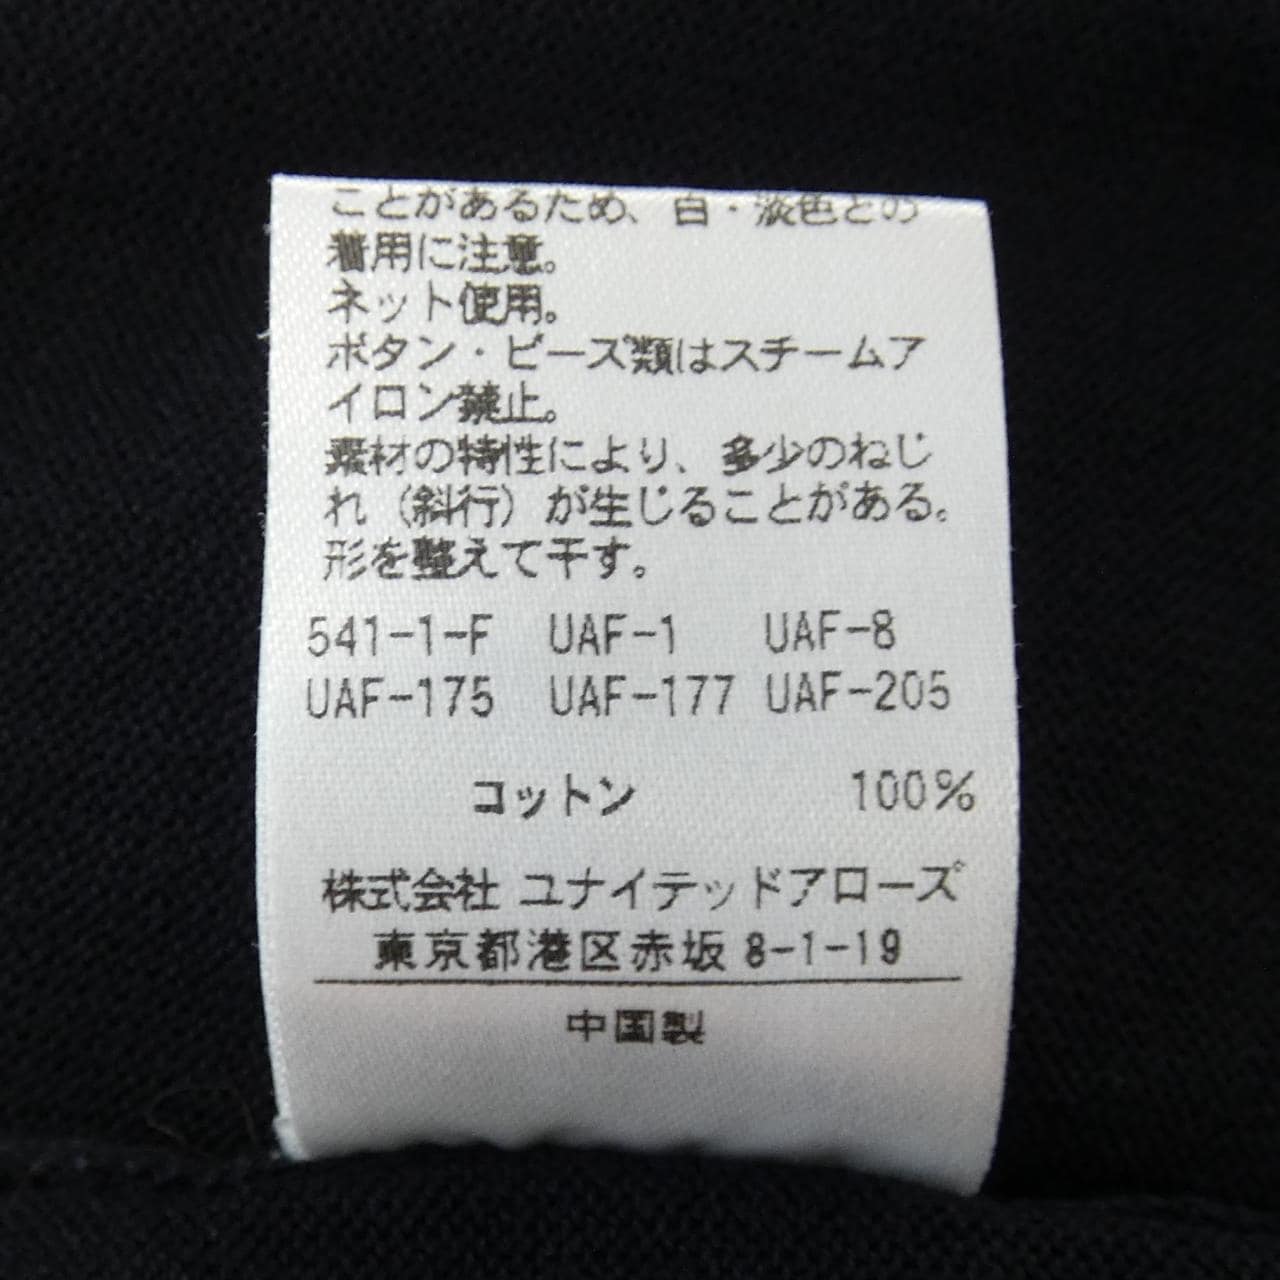 ことがあるため、白・淡色との
着用に注意。
ネット使用。
ボタン・ビーズ類はスチームア
イロン禁止。
素材の特性により、多少のねじ
れ（斜行）が生じることがある。
形を整えて干す。
541-1-F UAF-1 UAF-8
UAF-175 UAF-177 UAF-205
コットン 100%
株式会社 ユナイテッドアローズ
東京都港区赤坂 8-1-19
中国製